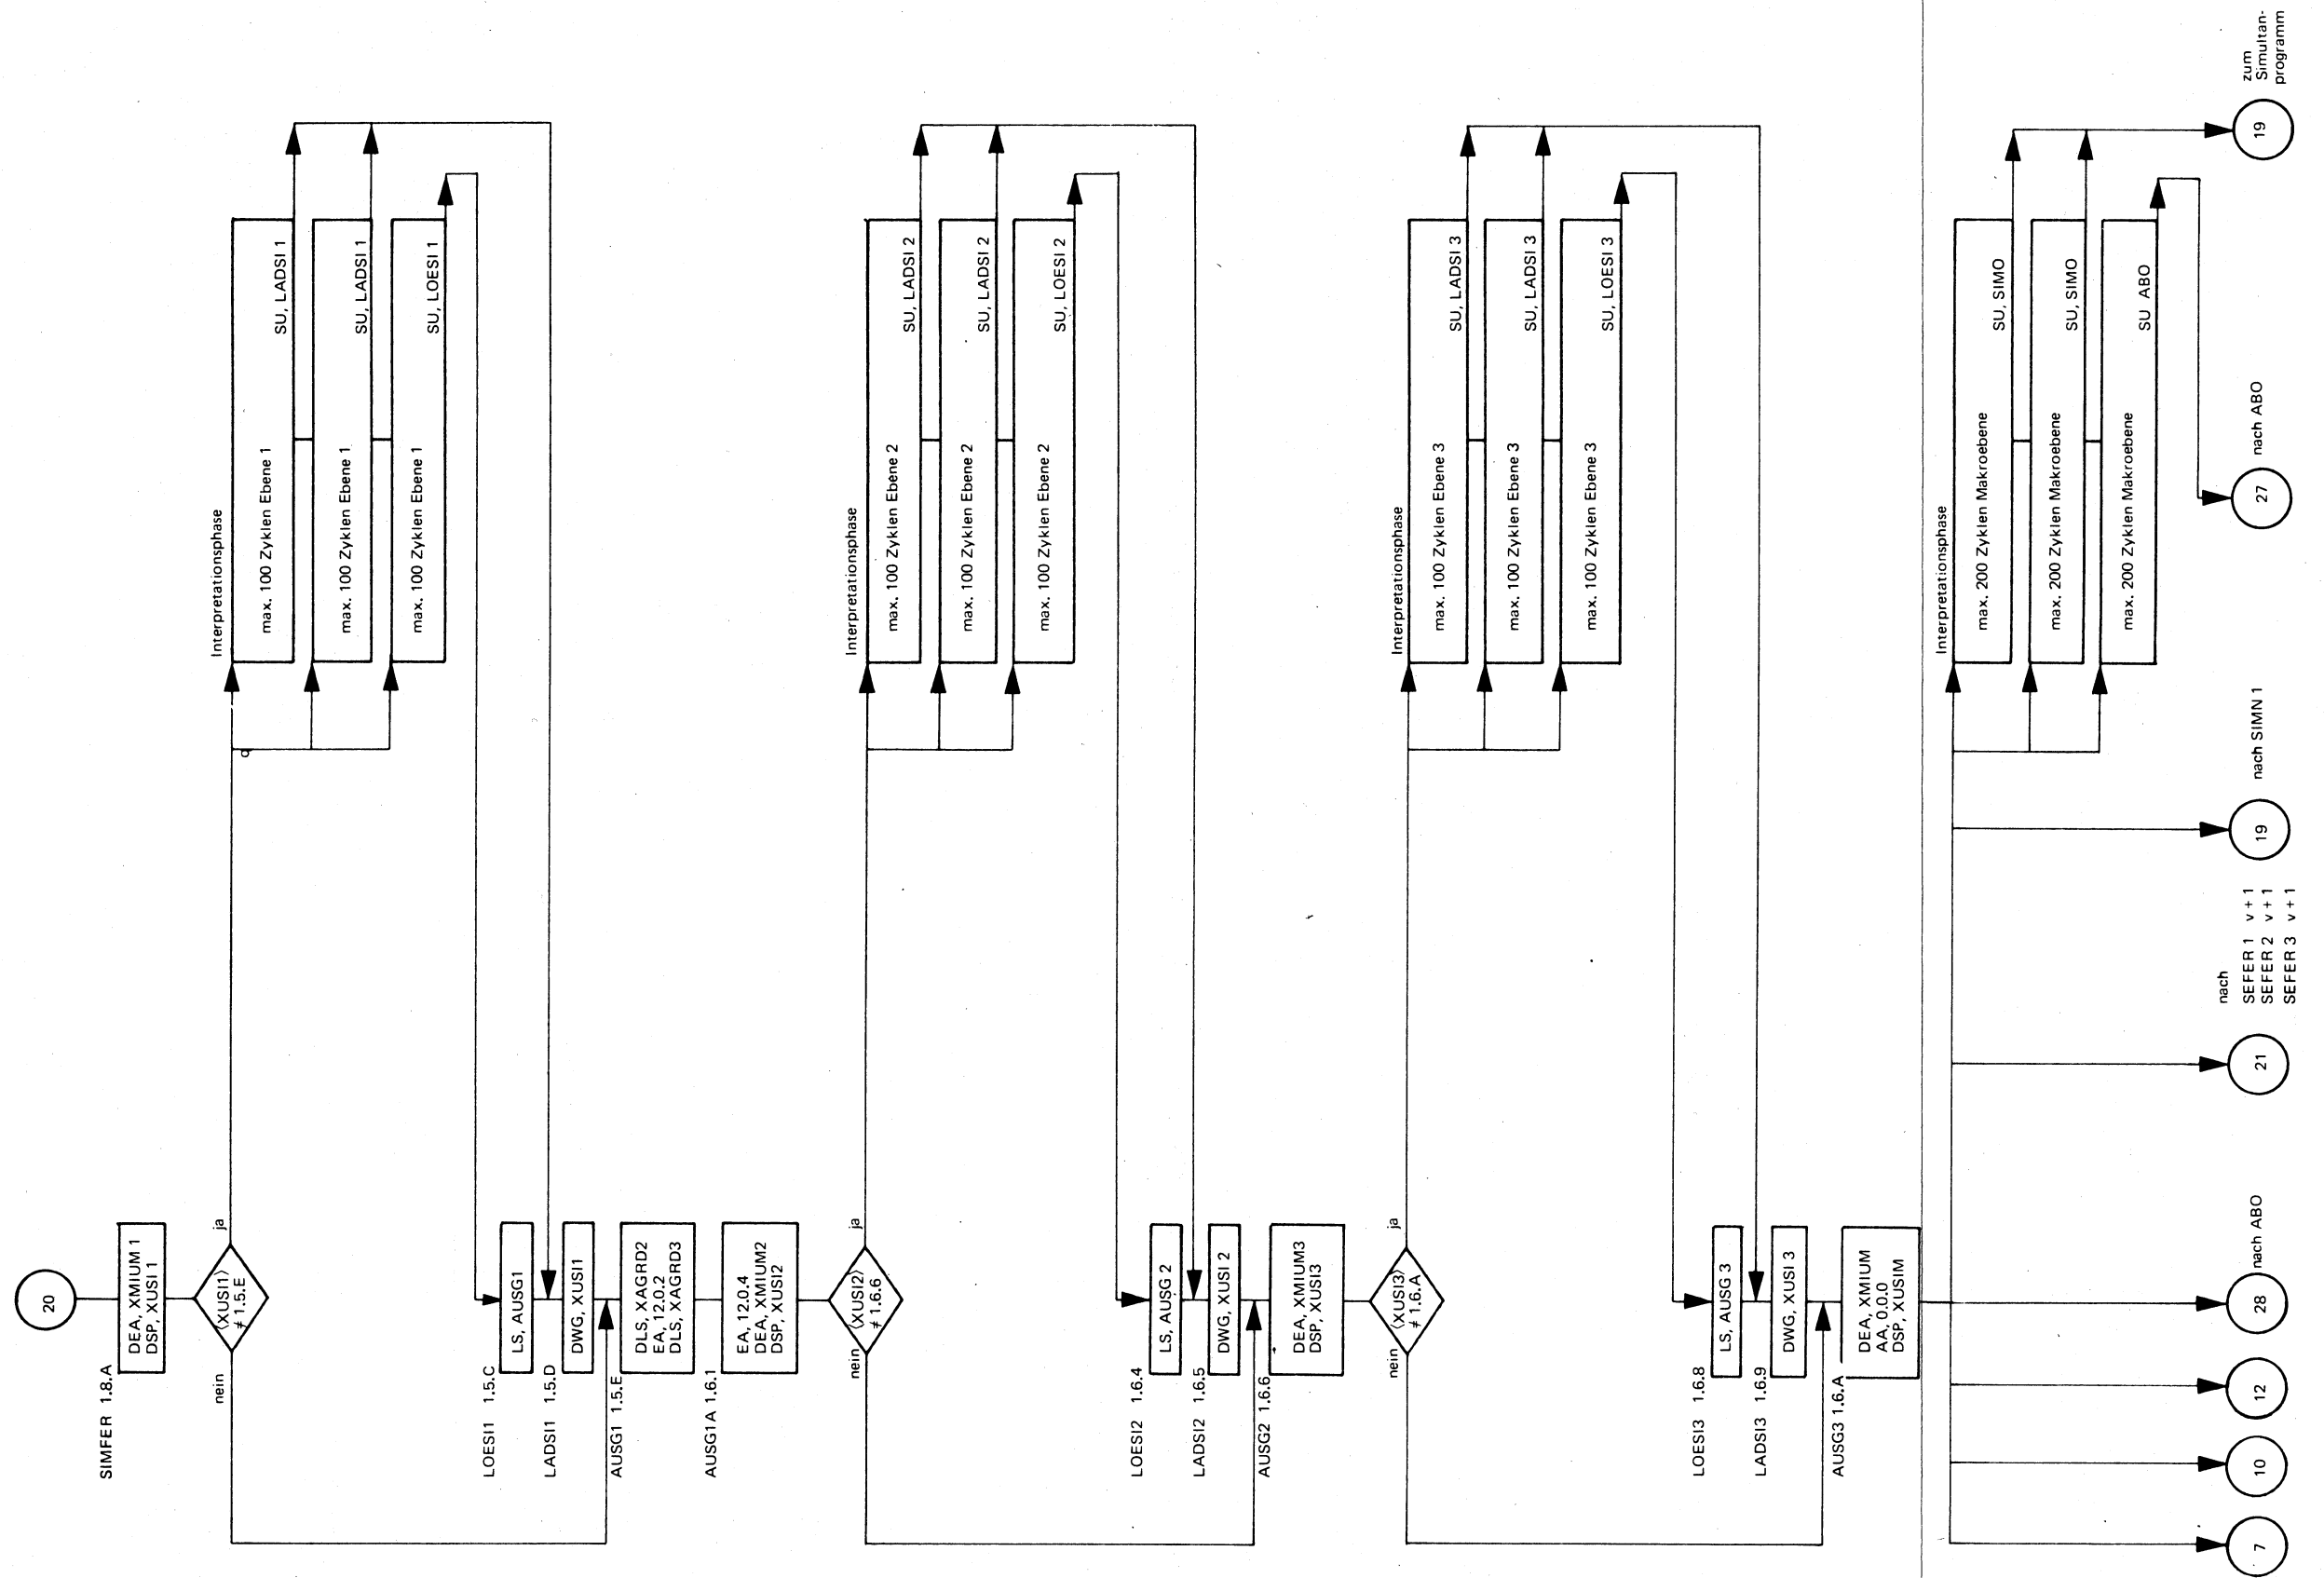 20
SIMFER 1.8.A
DEA, XMIUM 1
DSP, XUSI 1
nein
⟨XUSI1⟩
≠ 1.5.E
ja
Interpretationsphase
max. 100 Zyklen Ebene 1 SU, LADSI 1
max. 100 Zyklen Ebene 1 SU, LADSI 1
max. 100 Zyklen Ebene 1 SU, LOESI 1
LOESI1 1.5.C
LS, AUSG1
LADSI1 1.5.D
DWG, XUSI1
AUSG1 1.5.E
DLS, XAGRD2
EA, 12.0.2
DLS, XAGRD3
AUSG1A 1.6.1
EA, 12.0.4
DEA, XMIUM2
DSP, XUSI2
nein
⟨XUSI2⟩
≠ 1.6.6
ja
Interpretationsphase
max. 100 Zyklen Ebene 2 SU, LADSI 2
max. 100 Zyklen Ebene 2 SU, LADSI 2
max. 100 Zyklen Ebene 2 SU, LOESI 2
LOESI2 1.6.4
LS, AUSG 2
LADSI2 1.6.5
DWG, XUSI 2
AUSG2 1.6.6
DEA, XMIUM3
DSP, XUSI3
nein
⟨XUSI3⟩
≠ 1.6.A
ja
Interpretationsphase
max. 100 Zyklen Ebene 3 SU, LADSI 3
max. 100 Zyklen Ebene 3 SU, LADSI 3
max. 100 Zyklen Ebene 3 SU, LOESI 3
LOESI3 1.6.8
LS, AUSG 3
LADSI3 1.6.9
DWG, XUSI 3
AUSG3 1.6.A
DEA, XMIUM
AA, 0.0.0
DSP, XUSIM
Interpretationsphase
max. 200 Zyklen Makroebene SU, SIMO
max. 200 Zyklen Makroebene SU, SIMO
max. 200 Zyklen Makroebene SU ABO
7
10
12
28
nach ABO
21
nach
SEFER 1 v + 1
SEFER 2 v + 1
SEFER 3 v + 1
19
nach SIMN 1
27
nach ABO
19
zum
Simultan-
programm